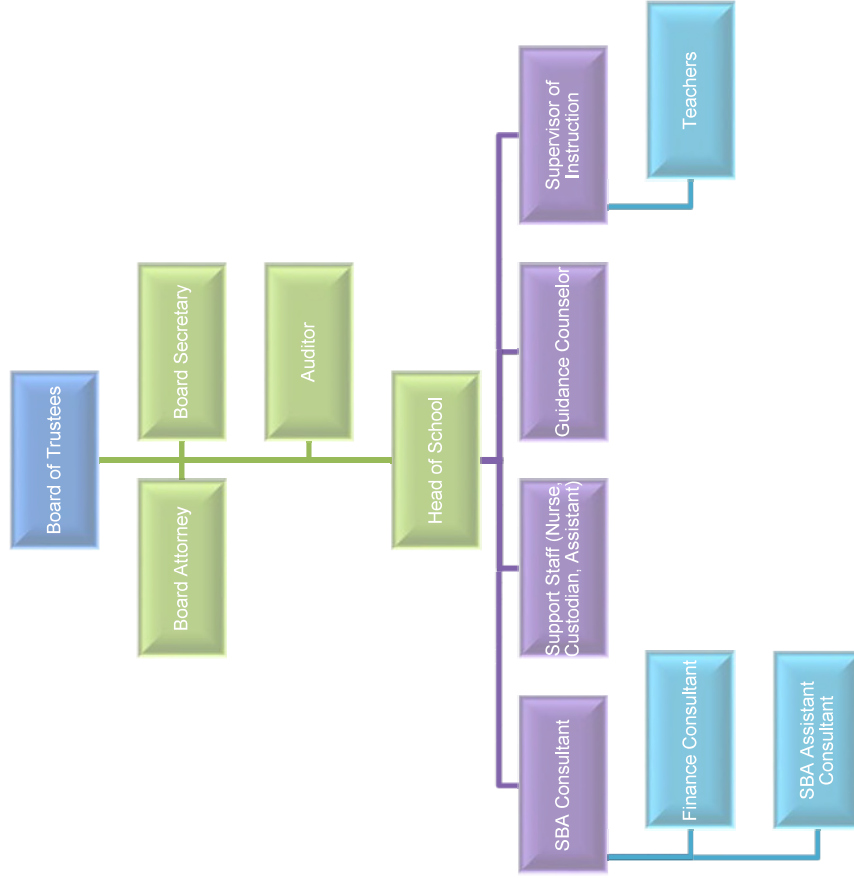 Board of Trustees
Board Attorney
Board Secretary
Auditor
Head of School
SBA Consultant
Support Staff (Nurse,
Custodian, Assistant)
Guidance Counselor
Supervisor of
Instruction
Finance Consultant
SBA Assistant
Consultant
Teachers